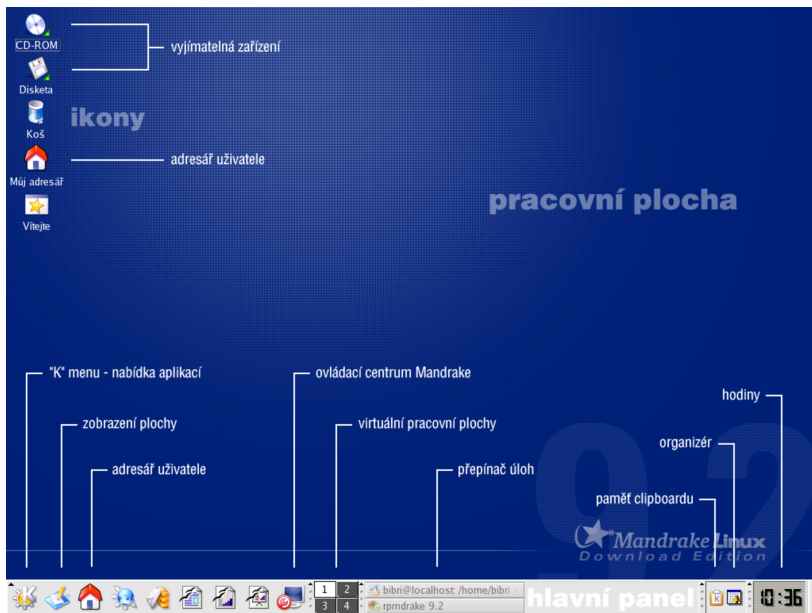 CD-ROM
vyjímatelná zařízení
Disketa
ikony
Koš
adresář uživatele
Můj adresář
pracovní plocha
Vítejte
"K" menu - nabídka aplikací
ovládací centrum Mandrake
hodiny
zobrazení plochy
virtuální pracovní plochy
organizér
adresář uživatele
přepínač úloh
paměť clipboardu
9.2
Mandrake Linux
Download Edition
1 2
3 4
bibri@localhost /home/bibri -
rpmdrake 9.2
hlavní panel
10:36